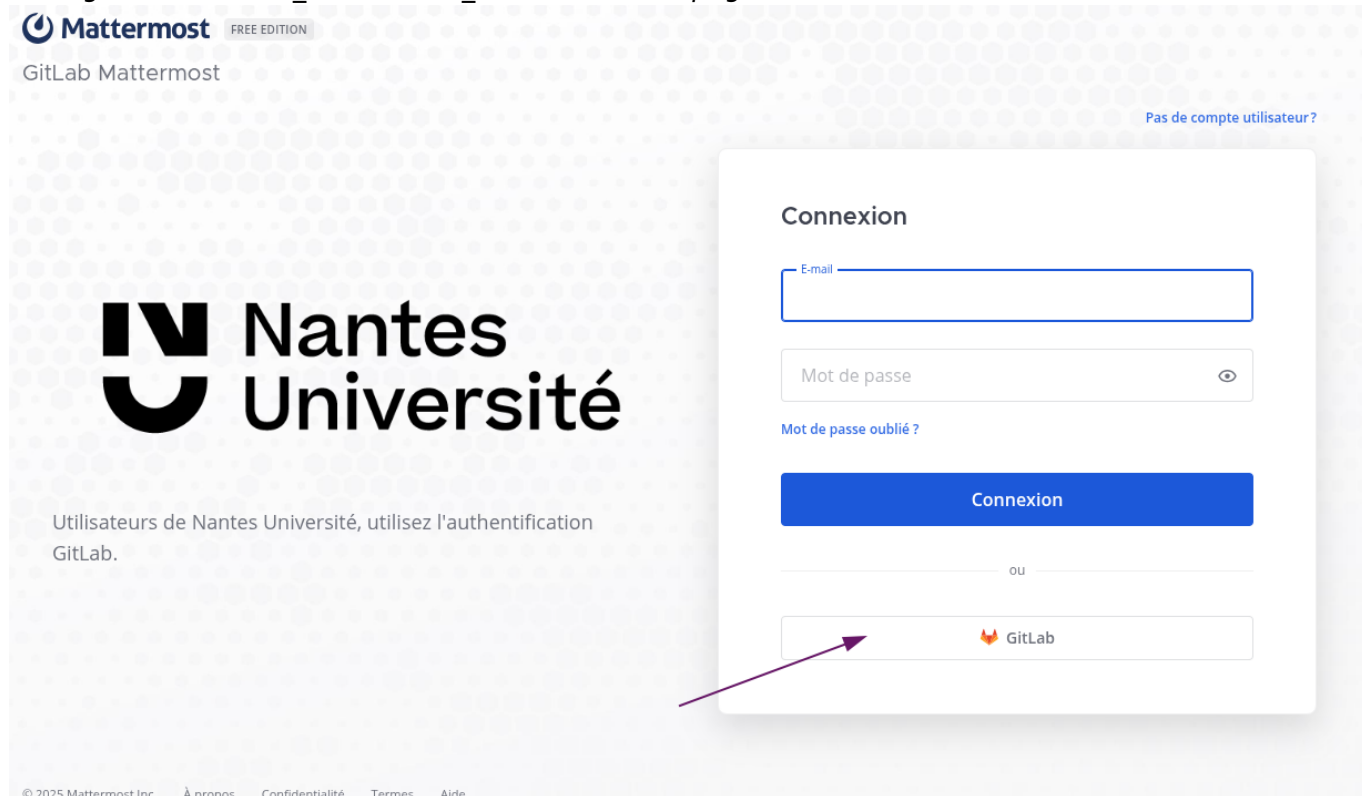 Mattermost FREE EDITION
GitLab Mattermost
Pas de compte utilisateur?
Connexion
E-mail
Nantes
Université
Mot de passe
Mot de passe oublié ?
Connexion
Utilisateurs de Nantes Université, utilisez l'authentification
GitLab.
ou
GitLab
© 2025 Mattermost Inc. À propos Confidentialité Termes Aide